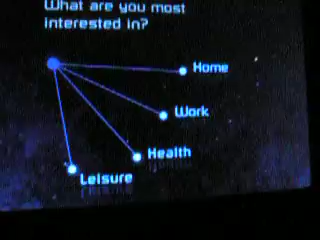 What are you most
interested in?
Home
Work
Health
Leisure